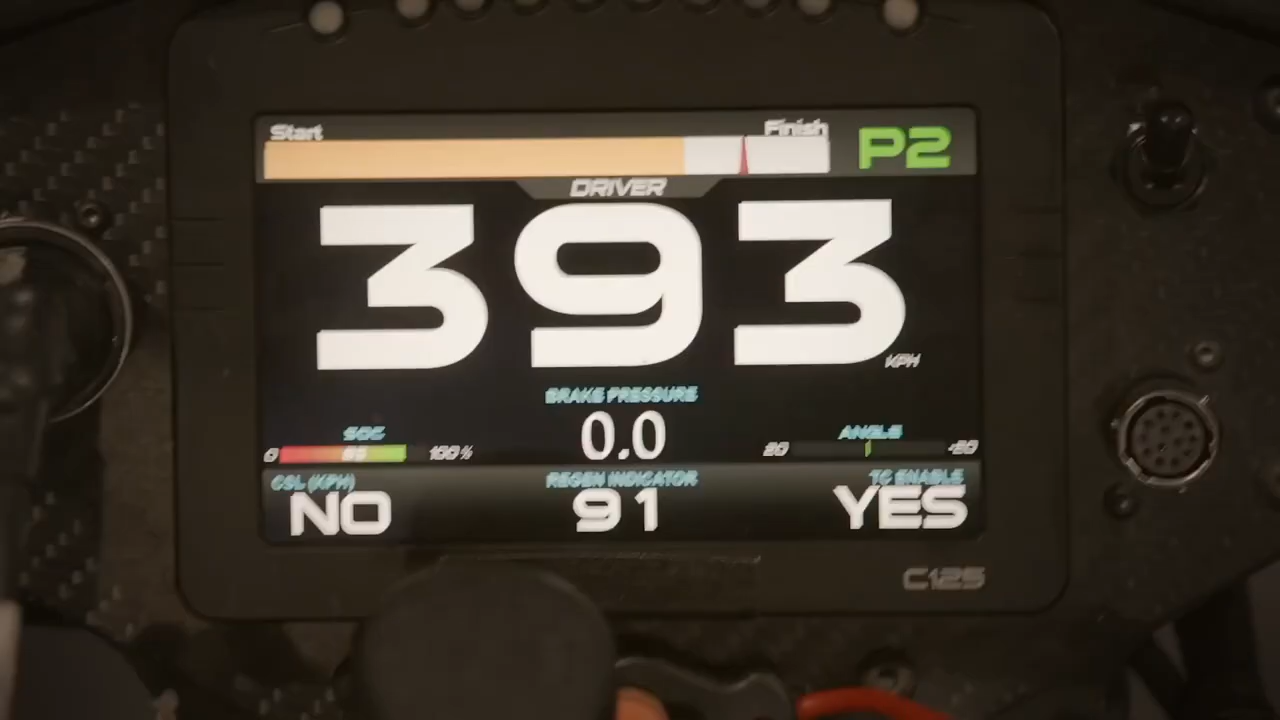 Start Finish P2
DRIVER
393
KPH
BRAKE PRESSURE
0.0
SOC
0 100%
ANGLE
20 -20
CSL (KPH)
NO
REGEN INDICATOR
91
TC ENABLE
YES
C125